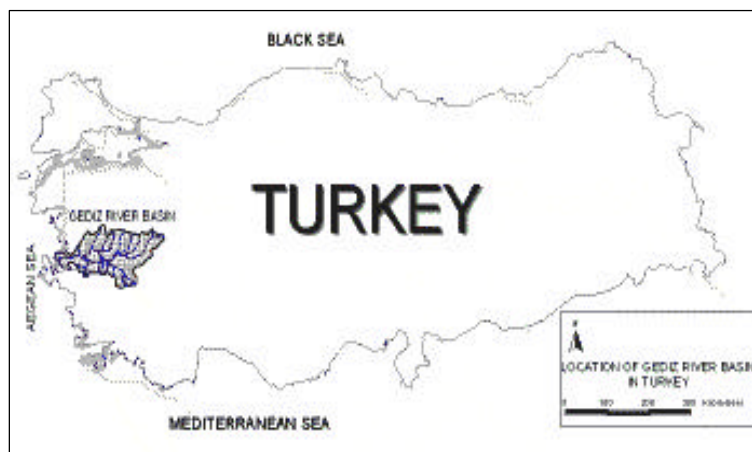 BLACK SEA
TURKEY
GEDIZ RIVER BASIN
AEGEAN SEA
LOCATION OF GEDIZ RIVER BASIN
IN TURKEY
100 200 300
MEDITERRANEAN SEA